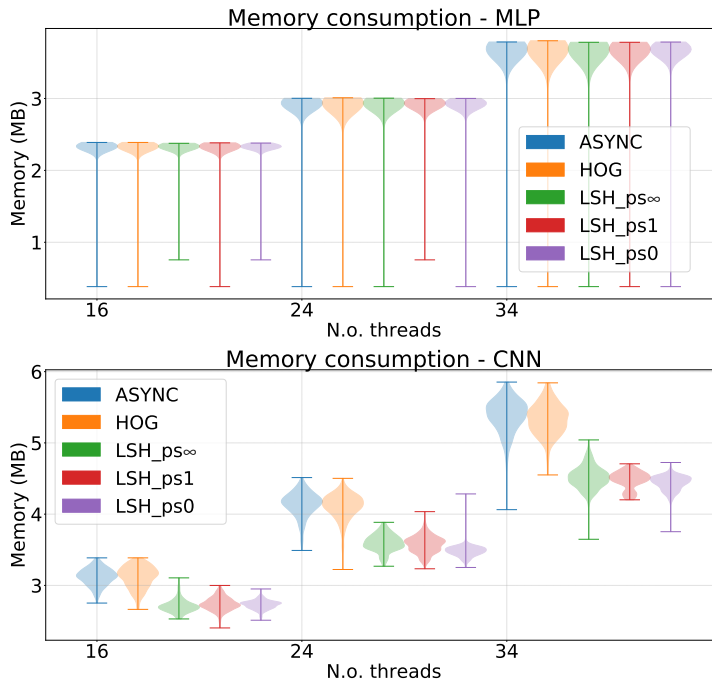 Memory consumption - MLP
Memory (MB)
3
2
1
ASYNC
HOG
LSH_ps∞
LSH_ps1
LSH_ps0
16
24
34
N.o. threads
Memory consumption - CNN
Memory (MB)
6
5
4
3
ASYNC
HOG
LSH_ps∞
LSH_ps1
LSH_ps0
16
24
34
N.o. threads